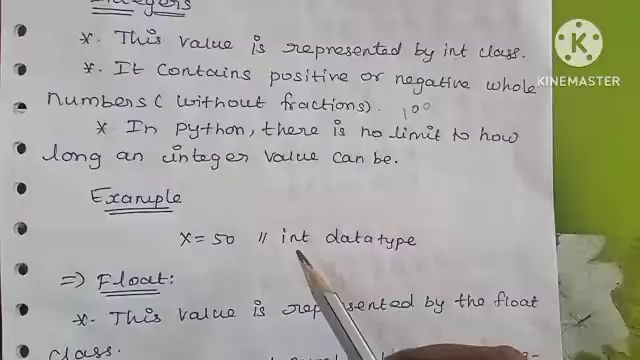 Integers
*. This value is represented by int class.
*. It contains positive or negative whole
numbers ( without fractions). 100
*. In python, there is no limit to how
long an integer value can be.
Example
x = 50 // int datatype
=> Float:
*. This value is represented by the float
class.
KINEMASTER